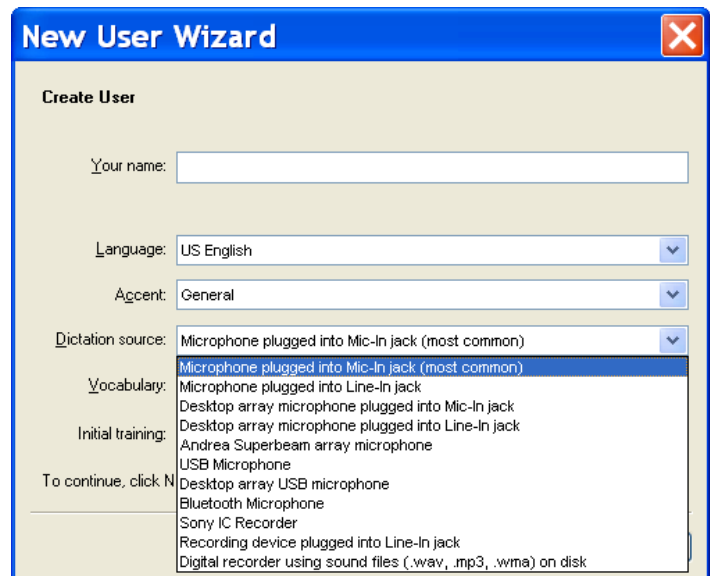 New User Wizard
Create User
Your name:
Language: US English
Accent: General
Dictation source: Microphone plugged into Mic-In jack (most common)
Microphone plugged into Mic-In jack (most common)
Vocabulary: Microphone plugged into Line-In jack
Desktop array microphone plugged into Mic-In jack
Initial training: Desktop array microphone plugged into Line-In jack
Andrea Superbeam array microphone
USB Microphone
To continue, click N Desktop array USB microphone
Bluetooth Microphone
Sony IC Recorder
Recording device plugged into Line-In jack
Digital recorder using sound files (.wav, .mp3, .wma) on disk